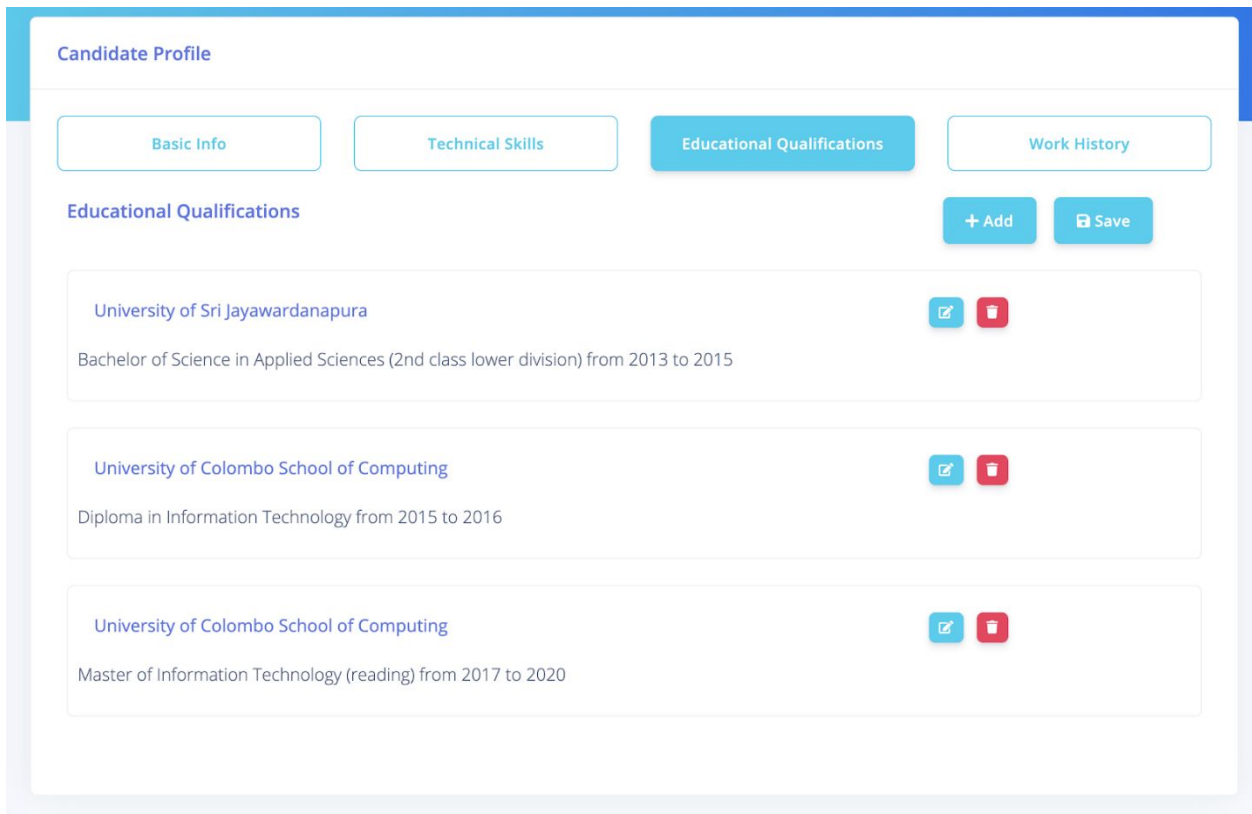 Candidate Profile
Basic Info
Technical Skills
Educational Qualifications
Work History
Educational Qualifications
+ Add
Save
University of Sri Jayawardanapura
Bachelor of Science in Applied Sciences (2nd class lower division) from 2013 to 2015
University of Colombo School of Computing
Diploma in Information Technology from 2015 to 2016
University of Colombo School of Computing
Master of Information Technology (reading) from 2017 to 2020